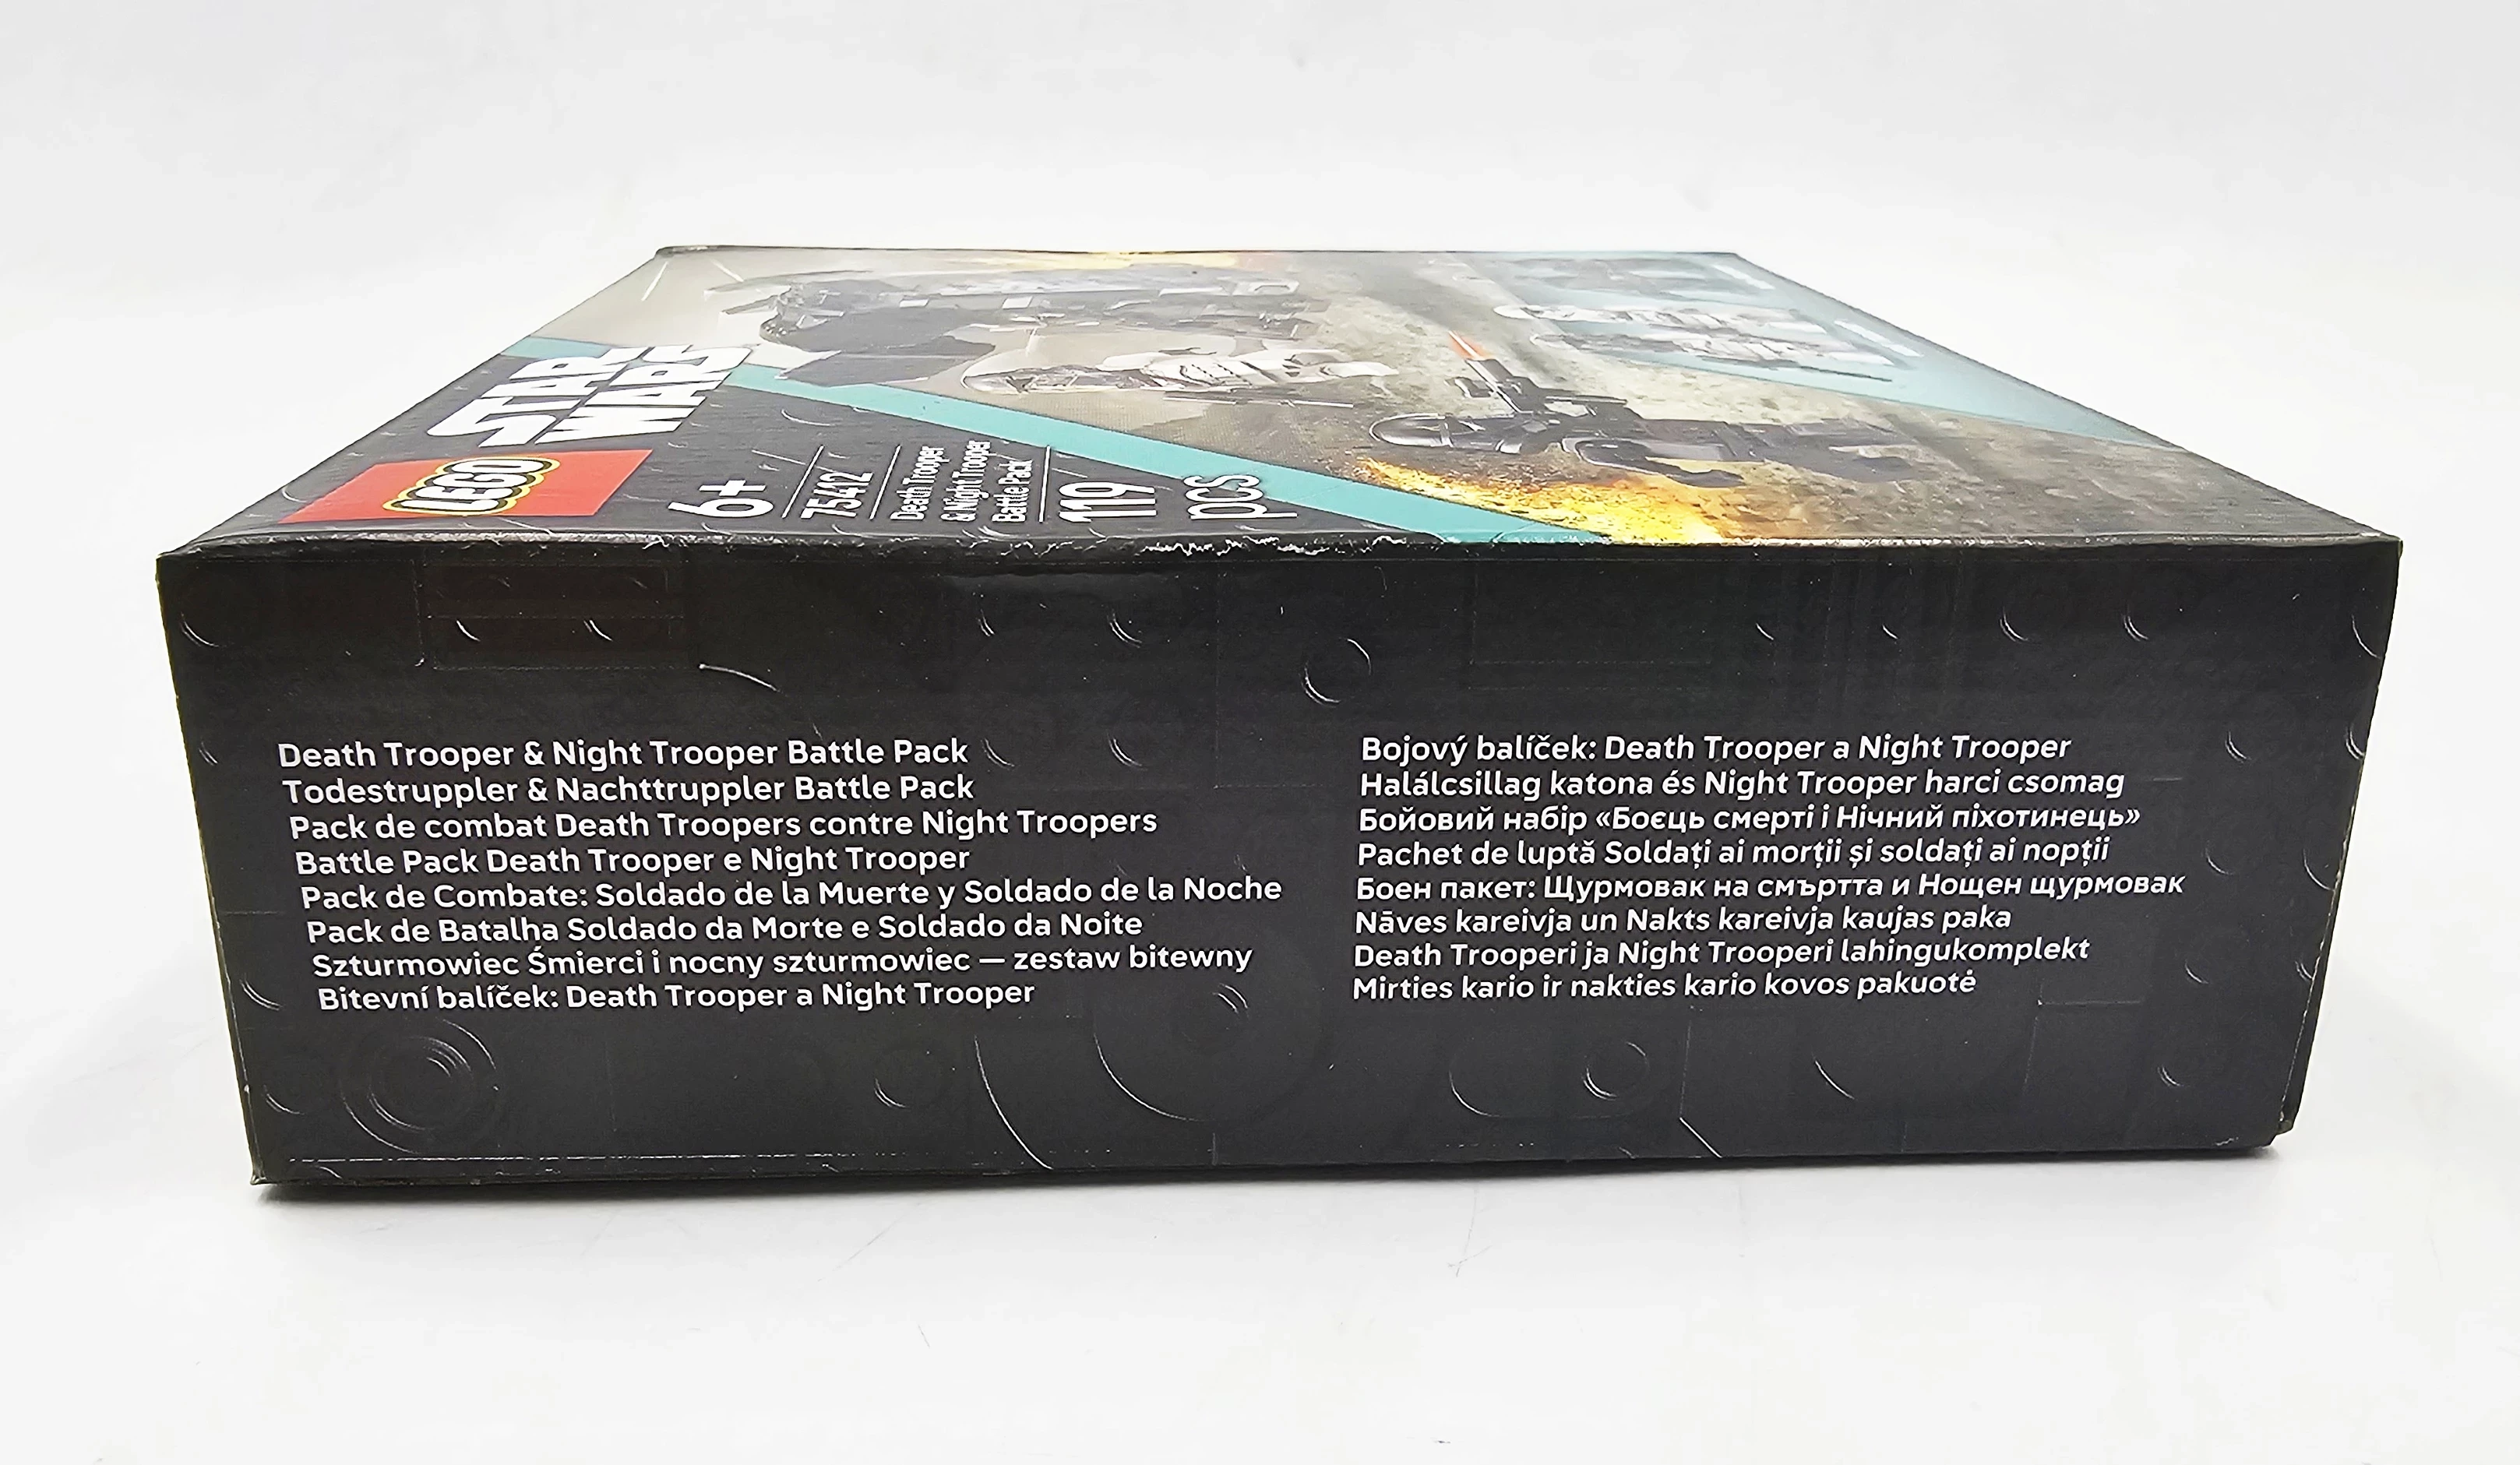 STAR
WARS
LEGO
6+
75412
Death Trooper
& Night Trooper
Battle Pack
119
pcs
Death Trooper & Night Trooper Battle Pack
Todestruppler & Nachttruppler Battle Pack
Pack de combat Death Troopers contre Night Troopers
Battle Pack Death Trooper e Night Trooper
Pack de Combate: Soldado de la Muerte y Soldado de la Noche
Pack de Batalha Soldado da Morte e Soldado da Noite
Szturmowiec Śmierci i nocny szturmowiec — zestaw bitewny
Bitevní balíček: Death Trooper a Night Trooper
Bojový balíček: Death Trooper a Night Trooper
Halálcsillag katona és Night Trooper harci csomag
Бойовий набір «Боєць смерті і Нічний піхотинець»
Pachet de luptă Soldați ai morții și soldați ai nopții
Боен пакет: Щурмовак на смъртта и Нощен щурмовак
Nāves kareivja un Nakts kareivja kaujas paka
Death Trooperi ja Night Trooperi lahingukomplekt
Mirties kario ir nakties kario kovos pakuotė